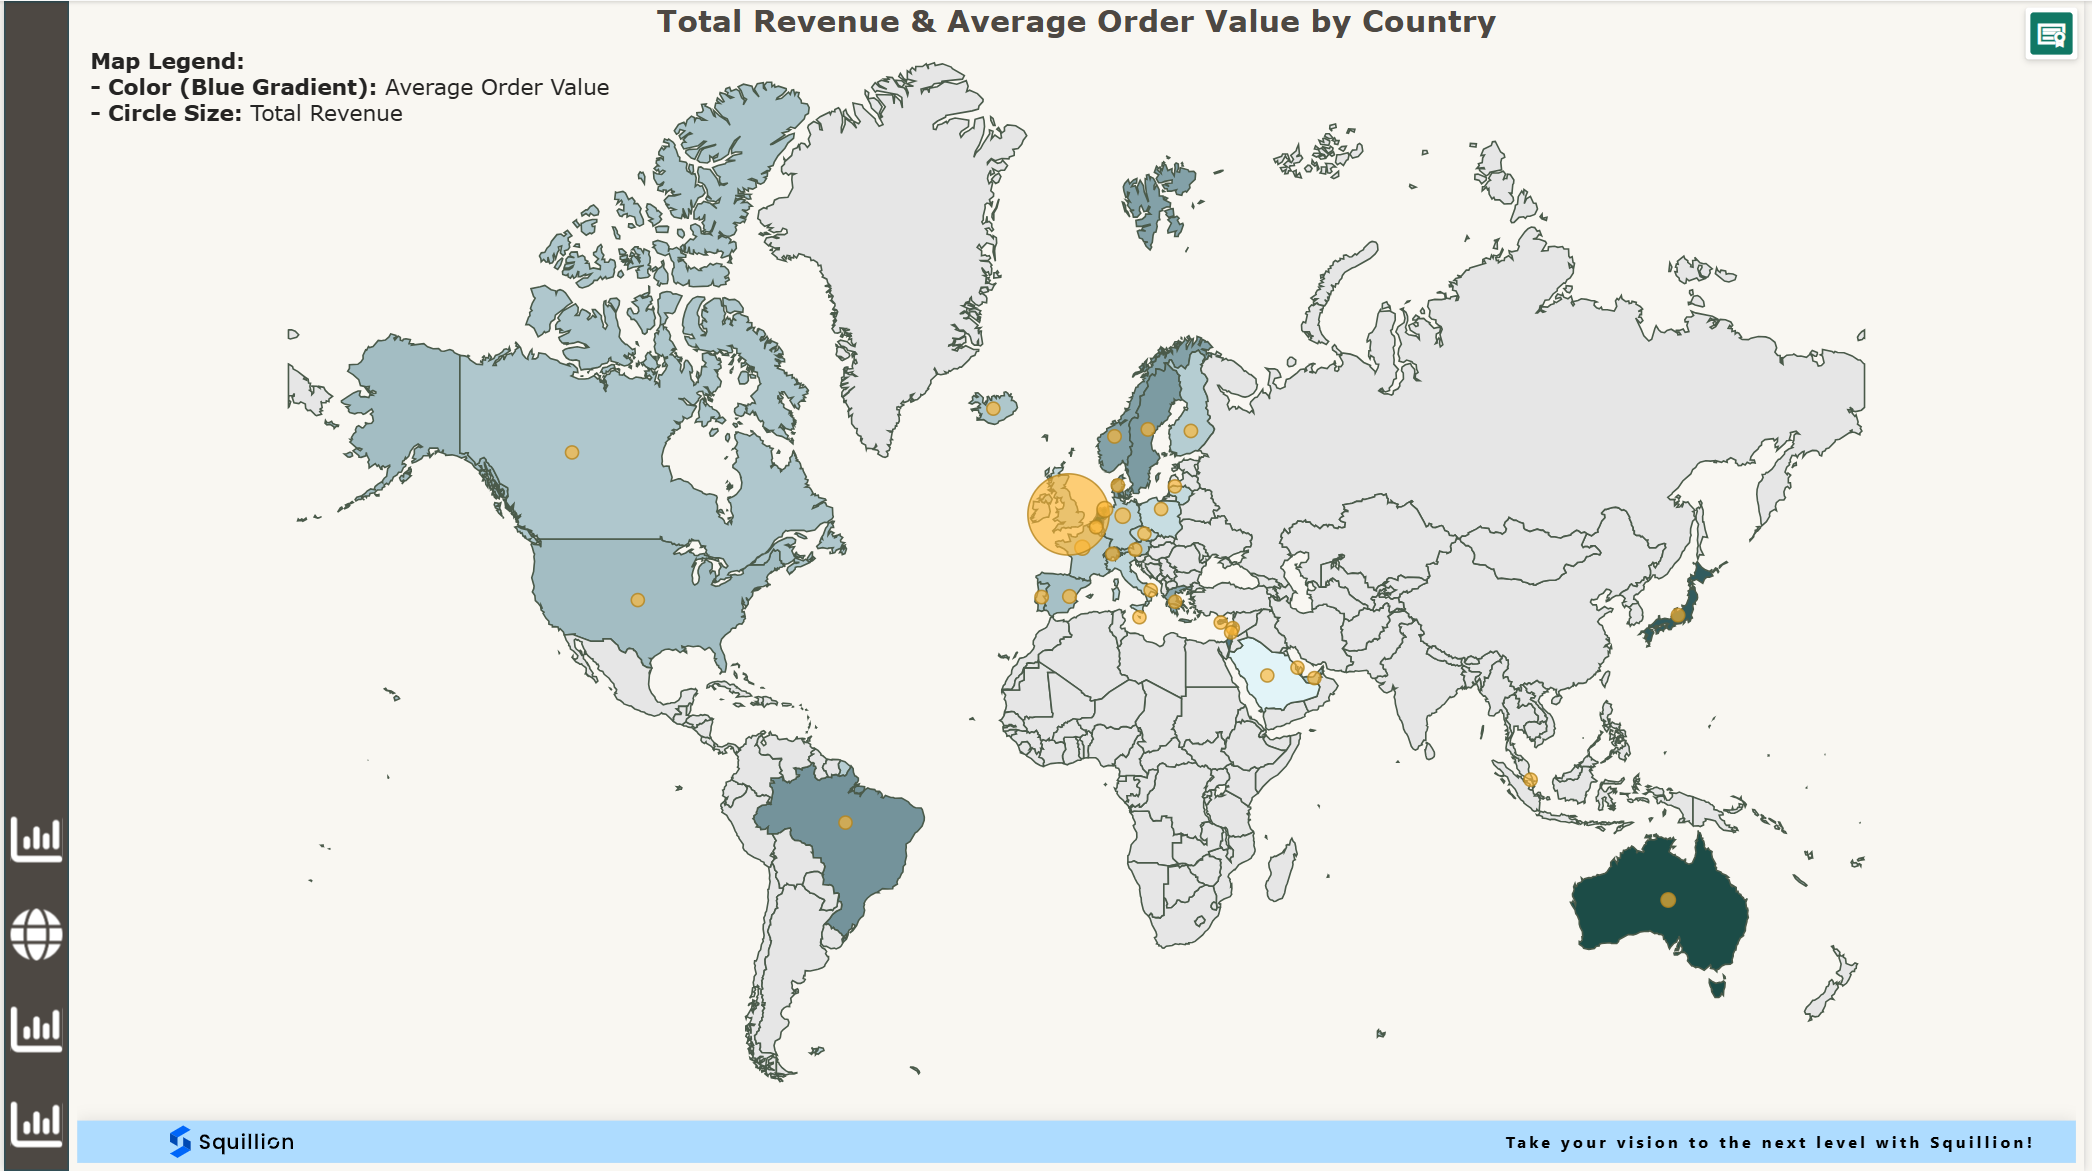 Total Revenue & Average Order Value by Country
Map Legend:
- Color (Blue Gradient): Average Order Value
- Circle Size: Total Revenue
Squillion
Take your vision to the next level with Squillion!